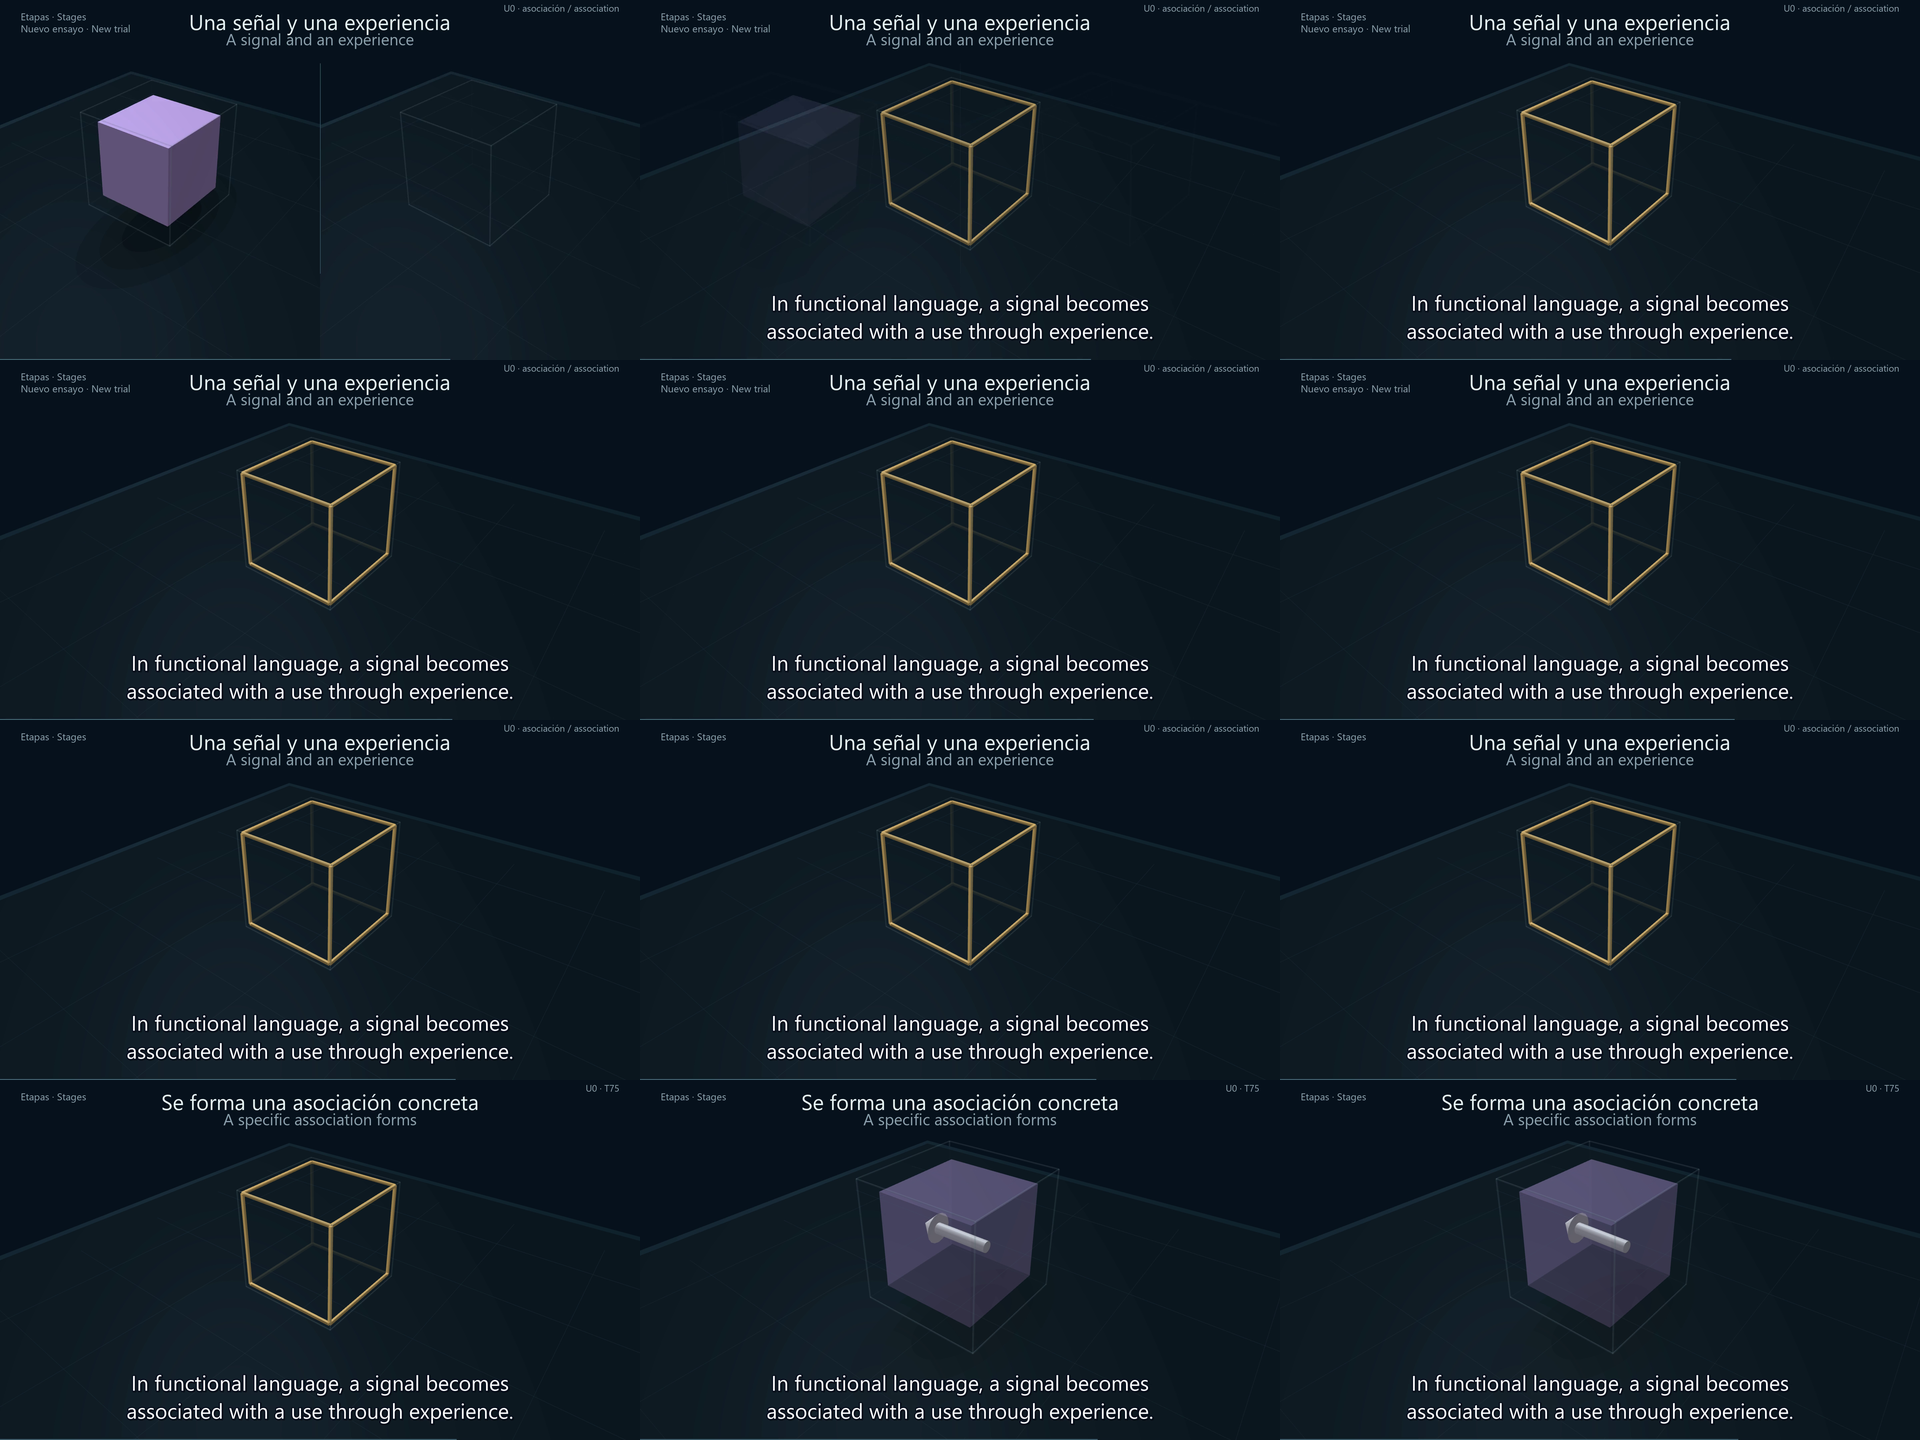 Etapas · Stages
Nuevo ensayo · New trial
Una señal y una experiencia
A signal and an experience
U0 · asociación / association
Etapas · Stages
Nuevo ensayo · New trial
Una señal y una experiencia
A signal and an experience
U0 · asociación / association
In functional language, a signal becomes
associated with a use through experience.
Etapas · Stages
Nuevo ensayo · New trial
Una señal y una experiencia
A signal and an experience
U0 · asociación / association
In functional language, a signal becomes
associated with a use through experience.
Etapas · Stages
Nuevo ensayo · New trial
Una señal y una experiencia
A signal and an experience
U0 · asociación / association
In functional language, a signal becomes
associated with a use through experience.
Etapas · Stages
Nuevo ensayo · New trial
Una señal y una experiencia
A signal and an experience
U0 · asociación / association
In functional language, a signal becomes
associated with a use through experience.
Etapas · Stages
Nuevo ensayo · New trial
Una señal y una experiencia
A signal and an experience
U0 · asociación / association
In functional language, a signal becomes
associated with a use through experience.
Etapas · Stages
Una señal y una experiencia
A signal and an experience
U0 · asociación / association
In functional language, a signal becomes
associated with a use through experience.
Etapas · Stages
Una señal y una experiencia
A signal and an experience
U0 · asociación / association
In functional language, a signal becomes
associated with a use through experience.
Etapas · Stages
Una señal y una experiencia
A signal and an experience
U0 · asociación / association
In functional language, a signal becomes
associated with a use through experience.
Etapas · Stages
Se forma una asociación concreta
A specific association forms
U0 · T75
In functional language, a signal becomes
associated with a use through experience.
Etapas · Stages
Se forma una asociación concreta
A specific association forms
U0 · T75
In functional language, a signal becomes
associated with a use through experience.
Etapas · Stages
Se forma una asociación concreta
A specific association forms
U0 · T75
In functional language, a signal becomes
associated with a use through experience.